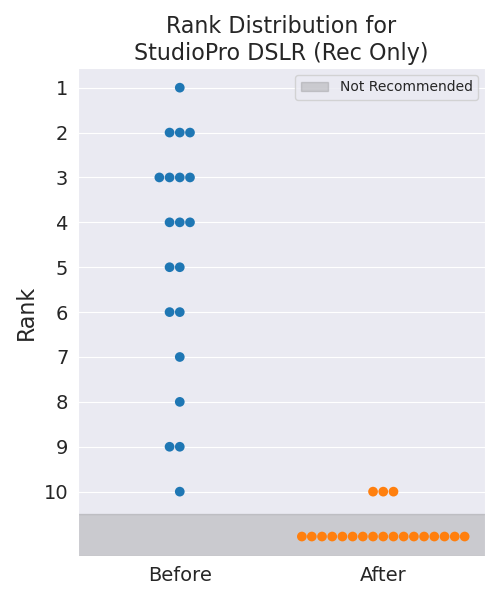 Rank Distribution for
StudioPro DSLR (Rec Only)
Not Recommended
Rank
1
2
3
4
5
6
7
8
9
10
Before
After